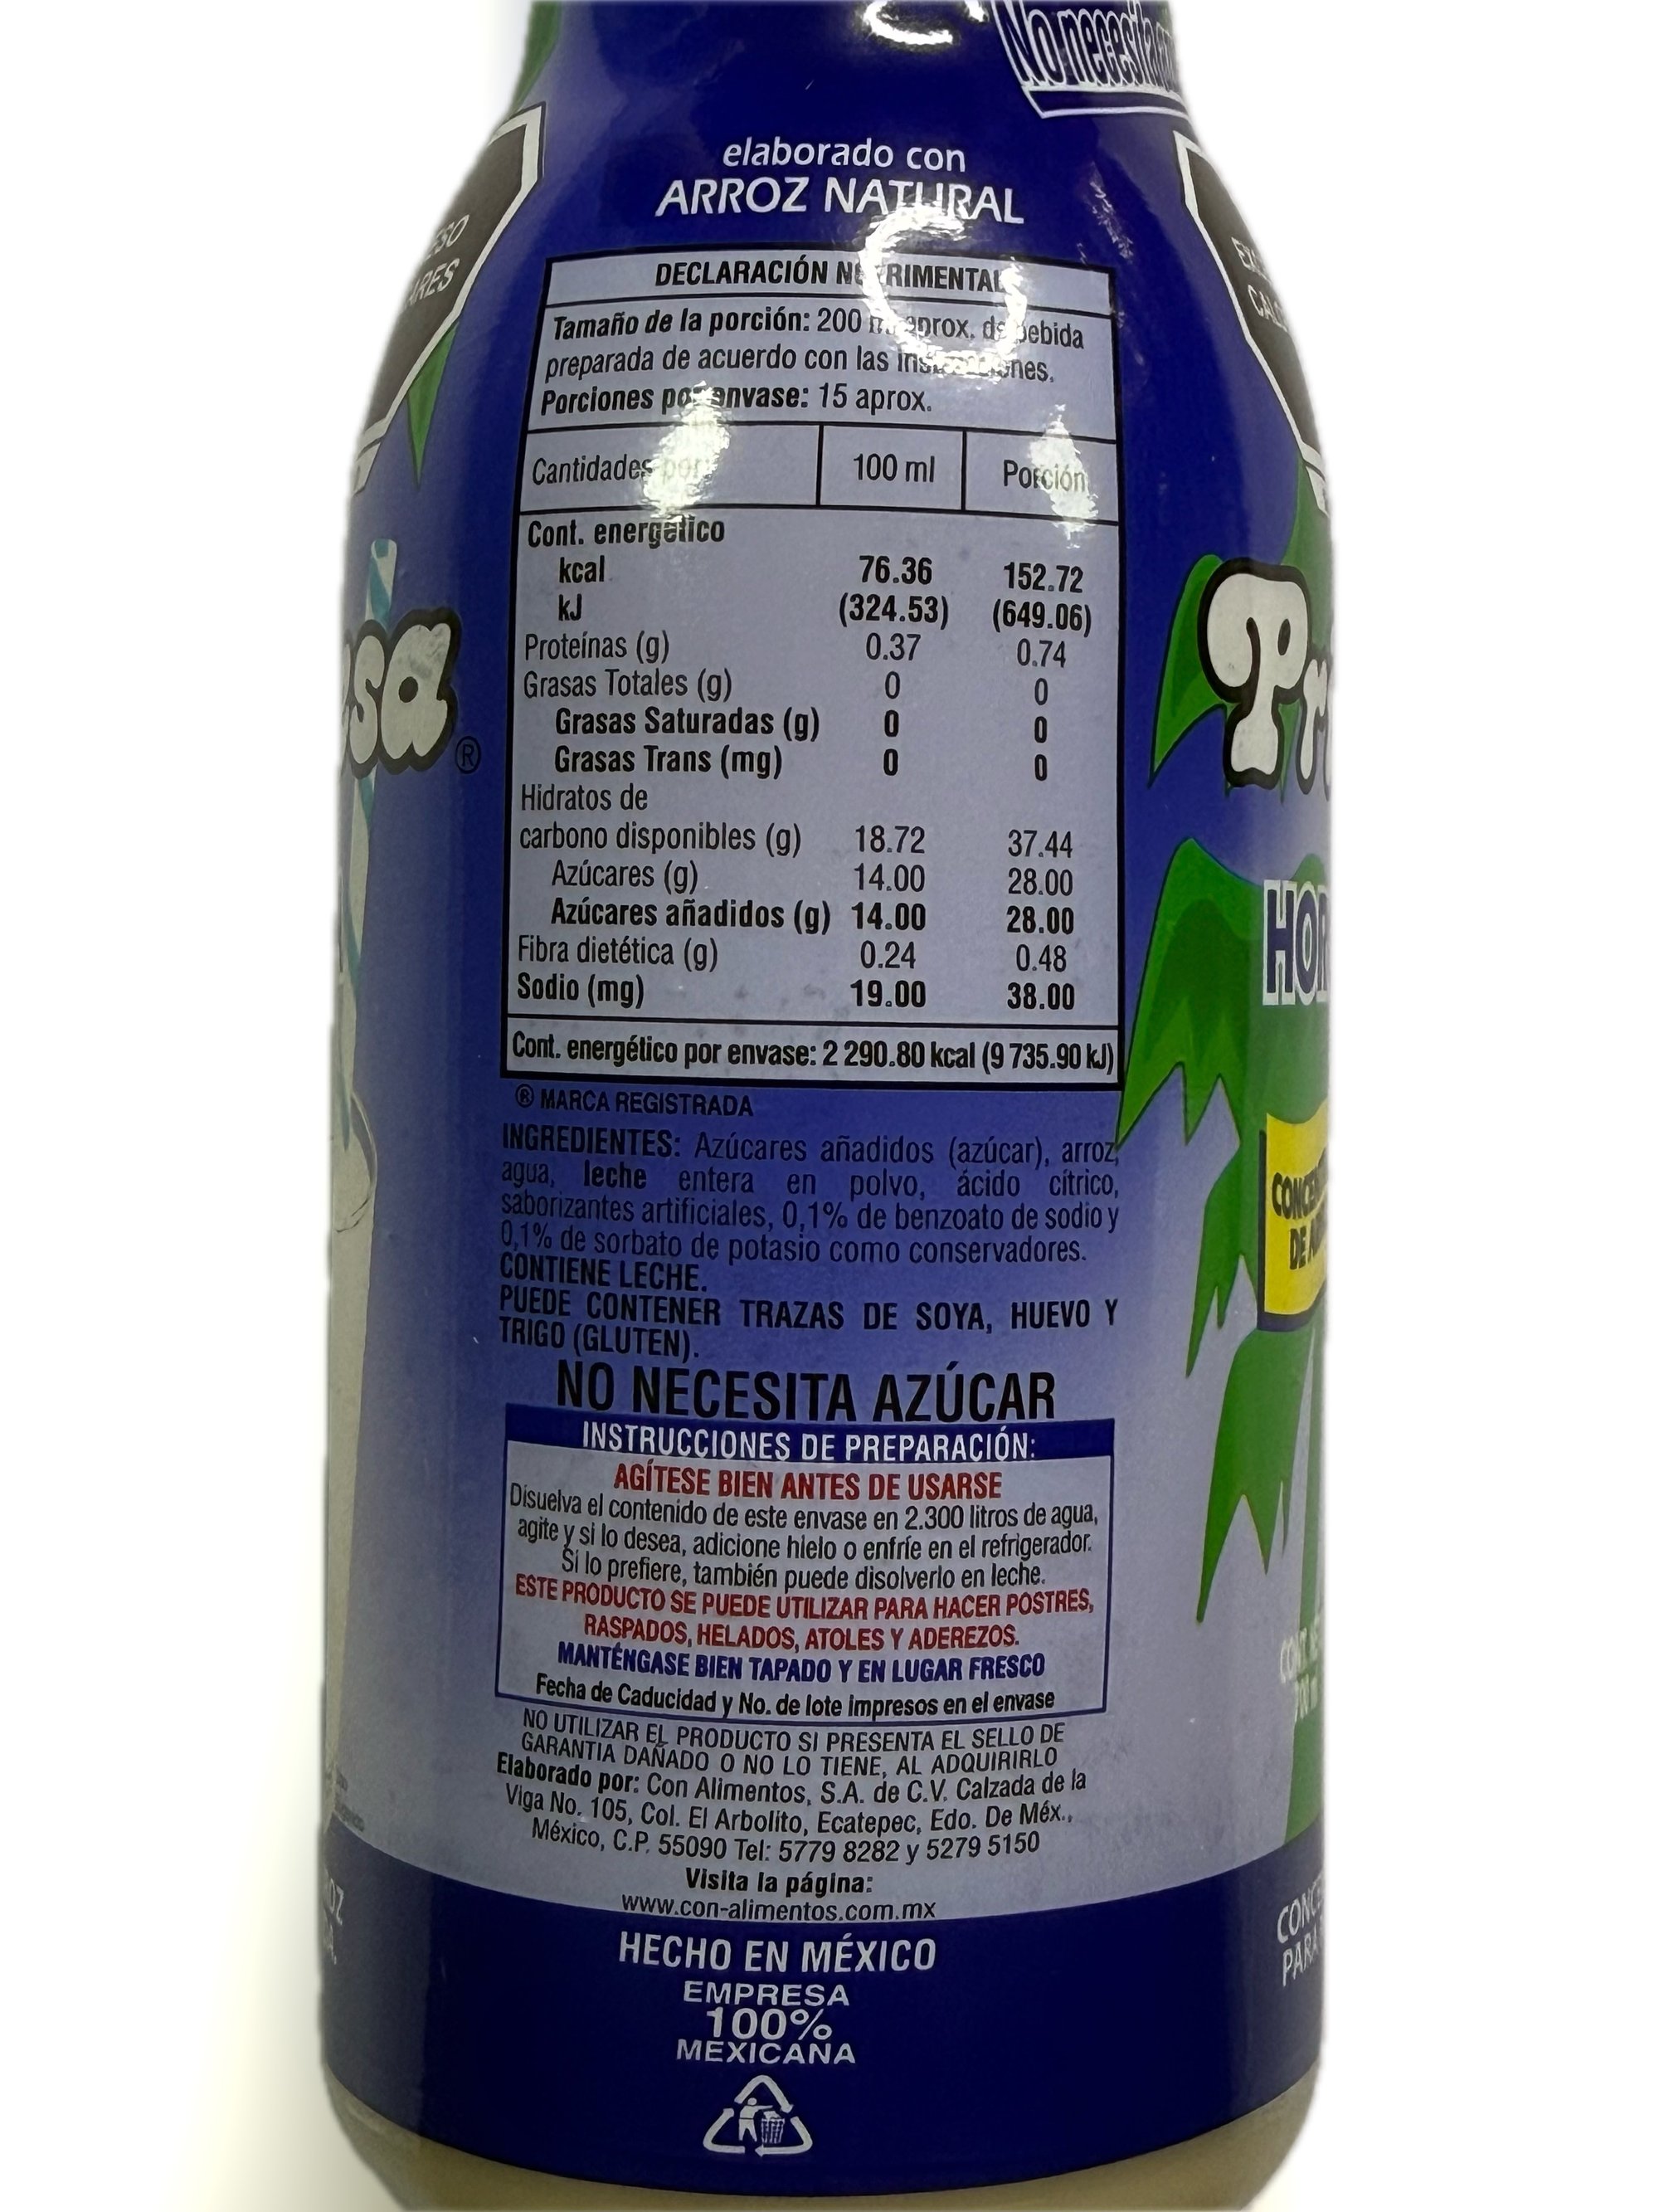 No necesita
elaborado con
ARROZ NATURAL
DECLARACIÓN NUTRIMENTAL
Tamaño de la porción: 200 ml aprox. de bebida
preparada de acuerdo con las instrucciones.
Porciones por envase: 15 aprox.
Cantidades por: 100 ml Porción
Cont. energético
kcal 76.36 152.72
kJ (324.53) (649.06)
Proteínas (g) 0.37 0.74
Grasas Totales (g) 0 0
Grasas Saturadas (g) 0 0
Grasas Trans (mg) 0 0
Hidratos de
carbono disponibles (g) 18.72 37.44
Azúcares (g) 14.00 28.00
Azúcares añadidos (g) 14.00 28.00
Fibra dietética (g) 0.24 0.48
Sodio (mg) 19.00 38.00
Cont. energético por envase: 2 290.80 kcal (9 735.90 kJ)
® MARCA REGISTRADA
INGREDIENTES: Azúcares añadidos (azúcar), arroz,
agua, leche entera en polvo, ácido cítrico,
saborizantes artificiales, 0,1% de benzoato de sodio y
0,1% de sorbato de potasio como conservadores.
CONTIENE LECHE.
PUEDE CONTENER TRAZAS DE SOYA, HUEVO Y
TRIGO (GLUTEN).
NO NECESITA AZÚCAR
INSTRUCCIONES DE PREPARACIÓN:
AGÍTESE BIEN ANTES DE USARSE
Disuelva el contenido de este envase en 2.300 litros de agua,
agite y si lo desea, adicione hielo o enfríe en el refrigerador.
Si lo prefiere, también puede disolverlo en leche.
ESTE PRODUCTO SE PUEDE UTILIZAR PARA HACER POSTRES,
RASPADOS, HELADOS, ATOLES Y ADEREZOS.
MANTÉNGASE BIEN TAPADO Y EN LUGAR FRESCO
Fecha de Caducidad y No. de lote impresos en el envase
NO UTILIZAR EL PRODUCTO SI PRESENTA EL SELLO DE
GARANTIA DAÑADO O NO LO TIENE, AL ADQUIRIRLO
Elaborado por: Con Alimentos, S.A. de C.V. Calzada de la
Viga No. 105, Col. El Arbolito, Ecatepec, Edo. De Méx.,
México, C.P. 55090 Tel: 5779 8282 y 5279 5150
Visita la página:
www.con-alimentos.com.mx
HECHO EN MÉXICO
EMPRESA
100%
MEXICANA